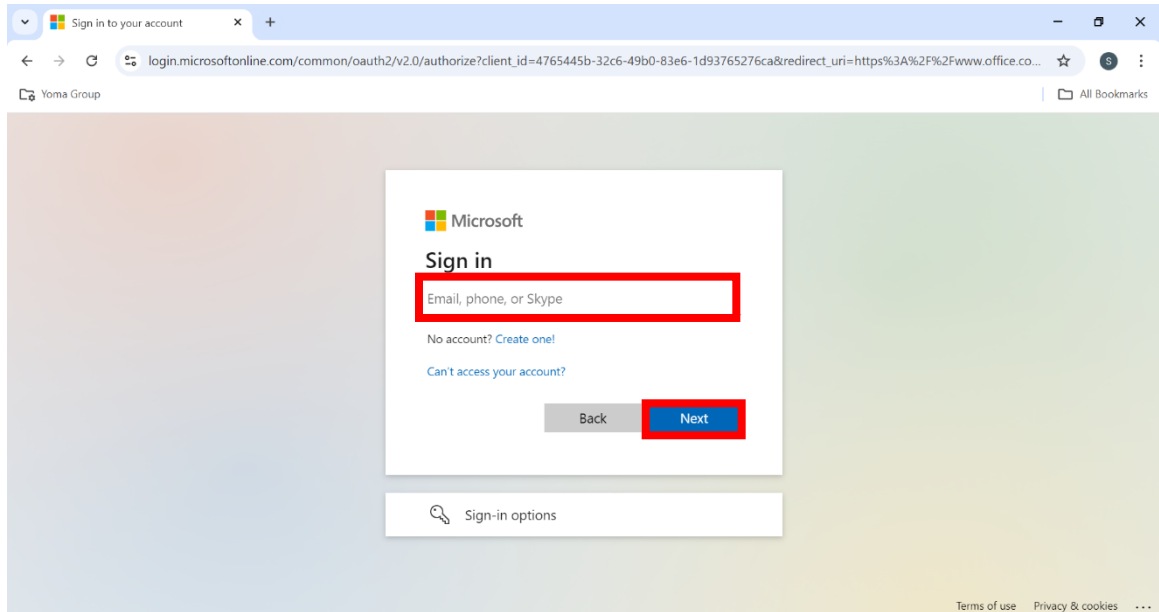 Sign in to your account
login.microsoftonline.com/common/oauth2/v2.0/authorize?client_id=4765445b-32c6-49b0-83e6-1d93765276ca&redirect_uri=https%3A%2F%2Fwww.office.co...
S
Yoma Group
All Bookmarks
Microsoft
Sign in
Email, phone, or Skype
No account? Create one!
Can't access your account?
Back
Next
Sign-in options
Terms of use Privacy & cookies ...